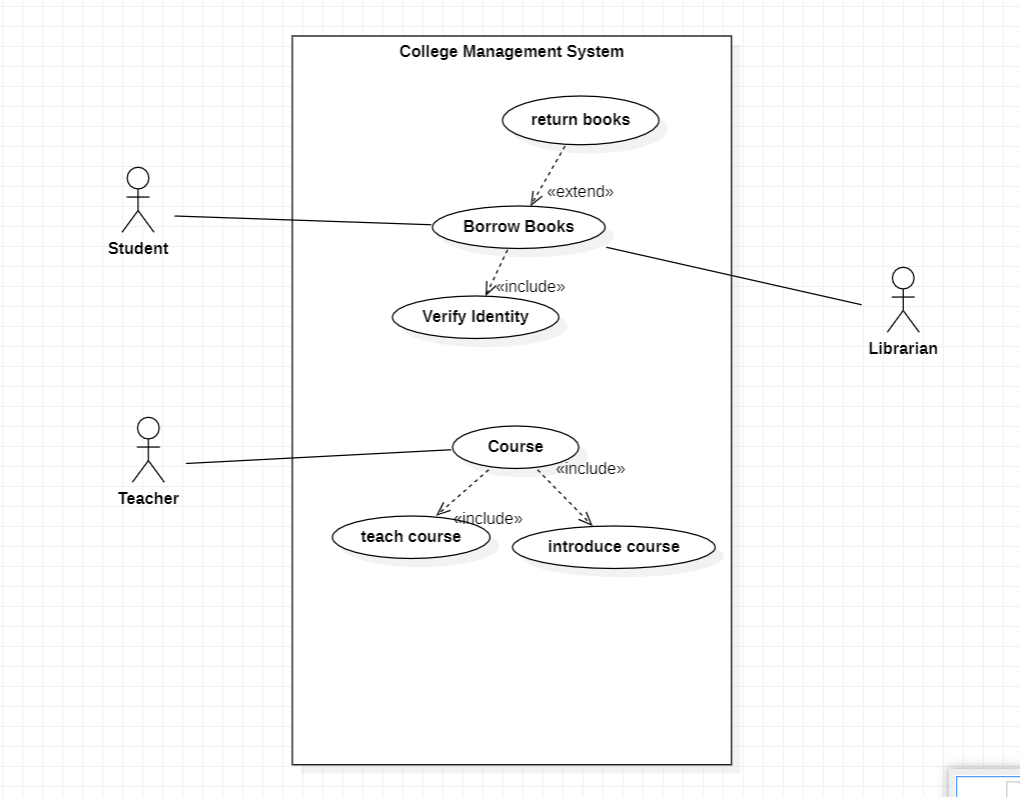 College Management System
return books
«extend»
Student
Borrow Books
«include»
Verify Identity
Librarian
Teacher
Course
«include»
«include»
teach course
introduce course